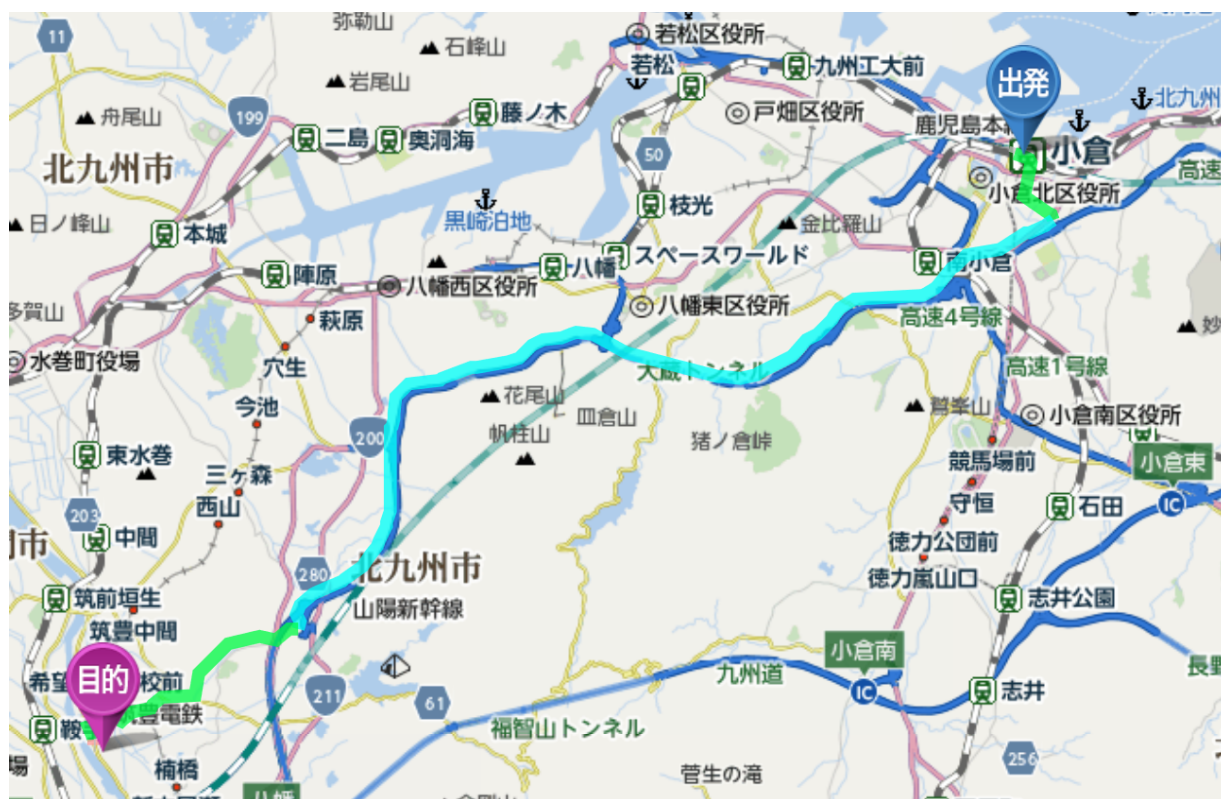 弥勒山
11
石峰山
若松区役所
若松
九州工大前
出発
岩尾山
藤ノ木
戸畑区役所
北九州
舟尾山
199
二島
奥洞海
鹿児島本線
小倉
北九州市
50
高速
小倉北区役所
日ノ峰山
黒崎泊地
枝光
金比羅山
本城
スペースワールド
南小倉
陣原
八幡
八幡西区役所
八幡東区役所
多賀山
萩原
高速4号線
水巻町役場
穴生
大蔵トンネル
高速1号線
花尾山
今池
皿倉山
鷲峯山
小倉南区役所
帆柱山
200
猪ノ倉峠
東水巻
競馬場前
小倉東
三ヶ森
IC
203
西山
守恒
石田
中間
徳力公団前
北九州市
280
徳力嵐山口
筑前垣生
山陽新幹線
志井公園
筑豊中間
小倉南
目的
校前
九州道
IC
志井
211
61
筑豊電鉄
福智山トンネル
256
楠橋
菅生の滝
八幡